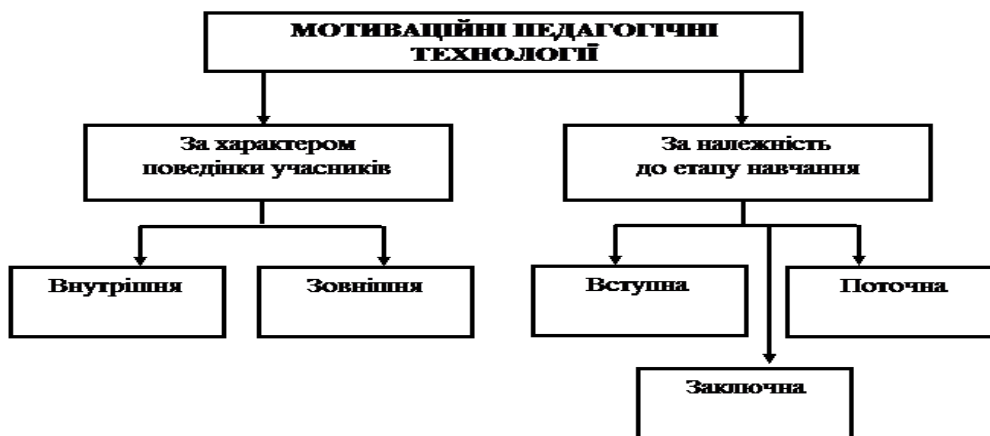 МОТИВАЦІЙНІ ПЕДАГОГІЧНІ
ТЕХНОЛОГІЇ
За характером
поведінки учасників
За належність
до етапу навчання
Внутрішня
Зовнішня
Вступна
Поточна
Заключна